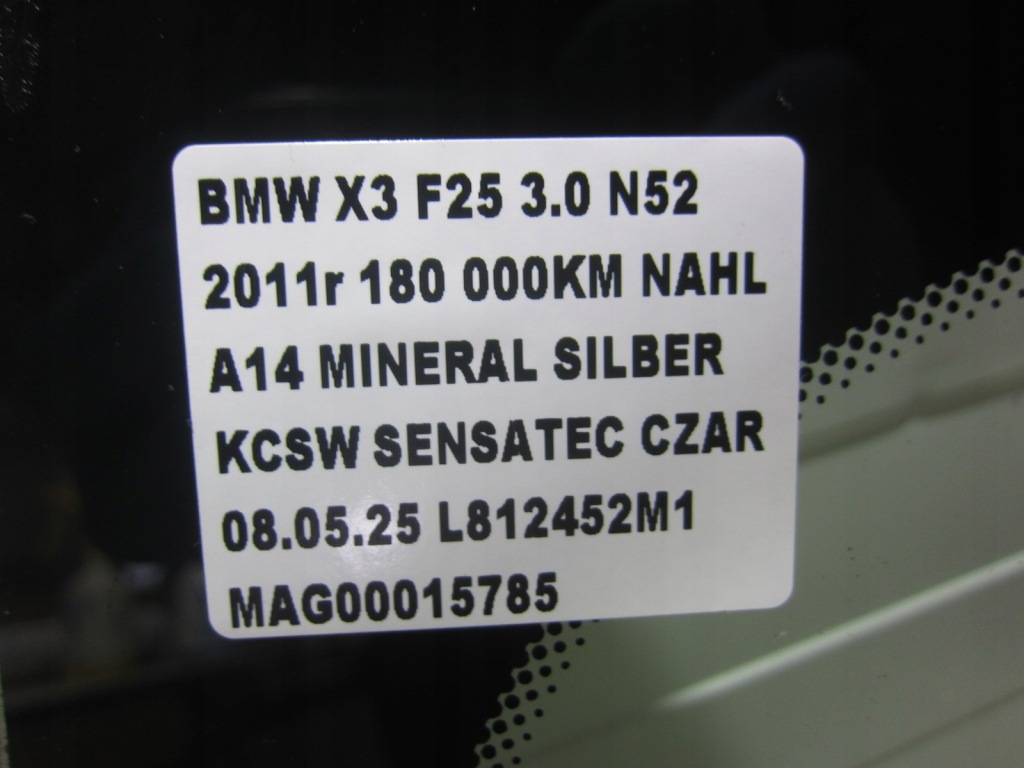 BMW X3 F25 3.0 N52
2011r 180 000KM NAHL
A14 MINERAL SILBER
KCSW SENSATEC CZAR
08.05.25 L812452M1
MAG00015785